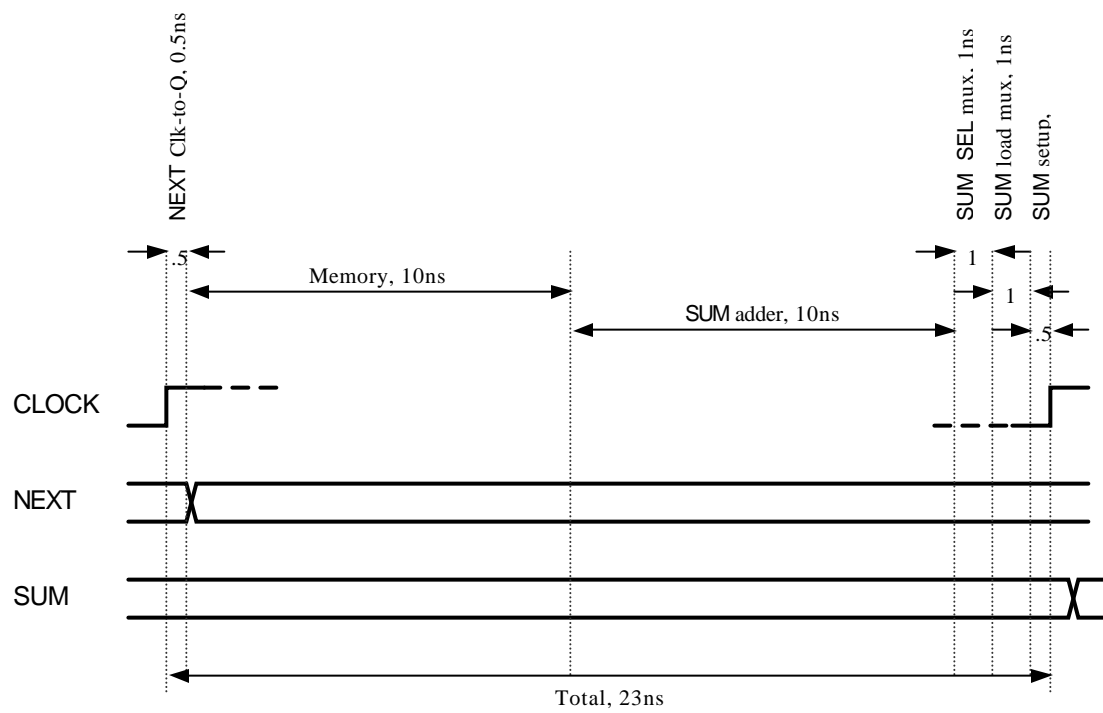 NEXT Clk-to-Q, 0.5ns
SUM SEL mux. 1ns
SUM load mux, 1ns
SUM setup,
.5
1
Memory, 10ns
1
SUM adder, 10ns
.5
CLOCK
NEXT
SUM
Total, 23ns